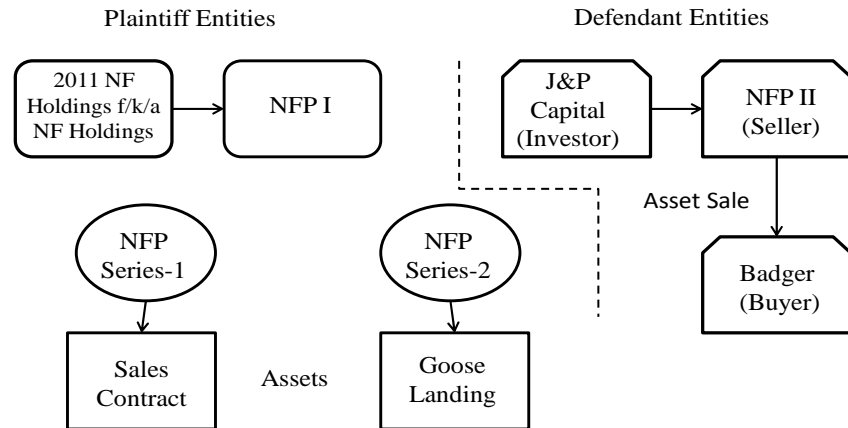 Plaintiff Entities
Defendant Entities
2011 NF
Holdings f/k/a
NF Holdings
NFP I
J&P
Capital
(Investor)
NFP II
(Seller)
Asset Sale
NFP
Series-1
NFP
Series-2
Badger
(Buyer)
Sales
Contract
Assets
Goose
Landing